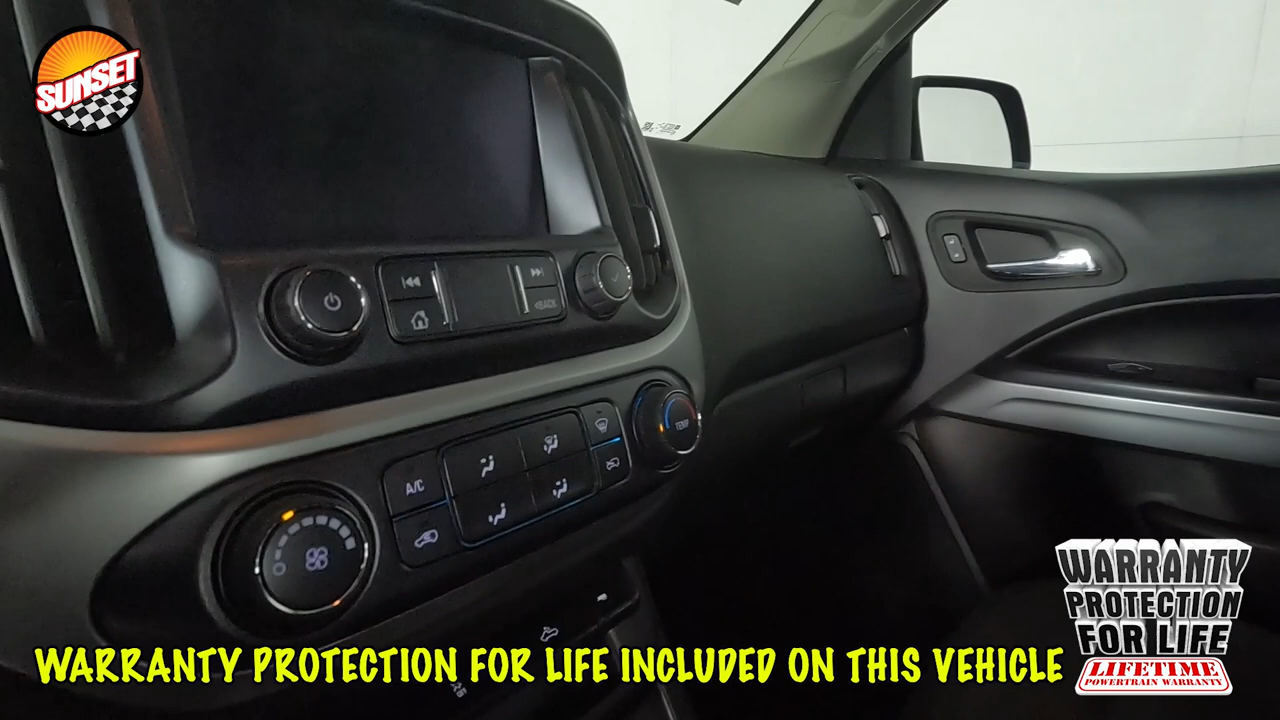 SUNSET
BACK
TEMP
A/C
WARRANTY
PROTECTION
FOR LIFE
LIFETIME
POWERTRAIN WARRANTY
WARRANTY PROTECTION FOR LIFE INCLUDED ON THIS VEHICLE